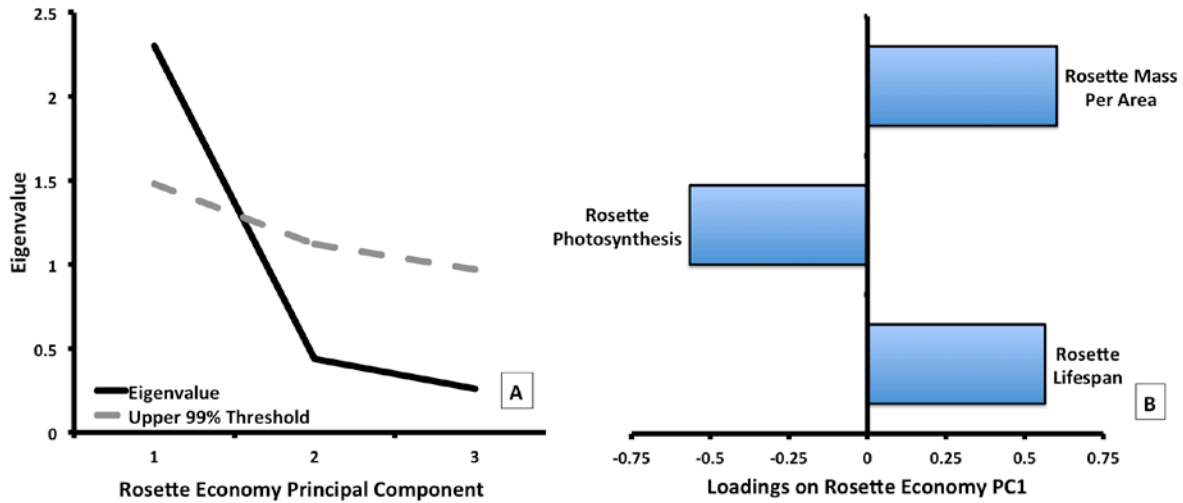 2.5
2
1.5
1
0.5
0
Eigenvalue
Eigenvalue
Upper 99% Threshold
A
1
2
3
Rosette Economy Principal Component
Rosette Mass
Per Area
Rosette
Photosynthesis
Rosette
Lifespan
B
-0.75
-0.5
-0.25
0
0.25
0.5
0.75
Loadings on Rosette Economy PC1